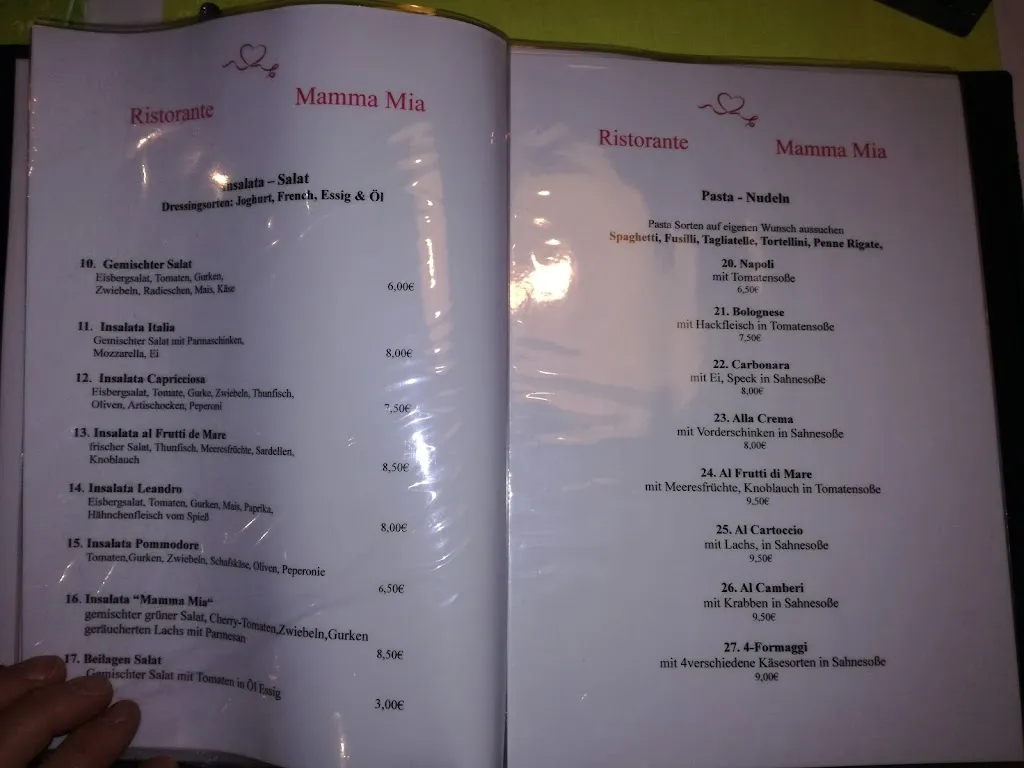 Ristorante Mamma Mia
Insalata – Salat
Dressingsorten: Joghurt, French, Essig & Öl
10. Gemischter Salat
Eisbergsalat, Tomaten, Gurken,
Zwiebeln, Radieschen, Mais, Käse 6,00€
11. Insalata Italia
Gemischter Salat mit Parmaschinken,
Mozzarella, Ei 8,00€
12. Insalata Capricciosa
Eisbergsalat, Tomate, Gurke, Zwiebeln, Thunfisch,
Oliven, Artischocken, Peperoni 7,50€
13. Insalata al Frutti de Mare
frischer Salat, Thunfisch, Meeresfrüchte, Sardellen,
Knoblauch 8,50€
14. Insalata Leandro
Eisbergsalat, Tomaten, Gurken, Mais, Paprika,
Hähnchenfleisch vom Spieß 8,00€
15. Insalata Pommodore
Tomaten,Gurken, Zwiebeln, Schafskäse, Oliven, Peperonie
6,50€
16. Insalata “Mamma Mia“
gemischter grüner Salat, Cherry-Tomaten,Zwiebeln,Gurken
geräucherten Lachs mit Parmesan
8,50€
17. Beilagen Salat
Gemischter Salat mit Tomaten in Öl Essig
3,00€
Ristorante Mamma Mia
Pasta - Nudeln
Pasta Sorten auf eigenen Wunsch aussuchen
Spaghetti, Fusilli, Tagliatelle, Tortellini, Penne Rigate,
20. Napoli
mit Tomatensoße
6,50€
21. Bolognese
mit Hackfleisch in Tomatensoße
7,50€
22. Carbonara
mit Ei, Speck in Sahnesoße
8,00€
23. Alla Crema
mit Vorderschinken in Sahnesoße
8,00€
24. Al Frutti di Mare
mit Meeresfrüchte, Knoblauch in Tomatensoße
9,50€
25. Al Cartoccio
mit Lachs, in Sahnesoße
9,50€
26. Al Camberi
mit Krabben in Sahnesoße
9,50€
27. 4-Formaggi
mit 4verschiedene Käsesorten in Sahnesoße
9,00€